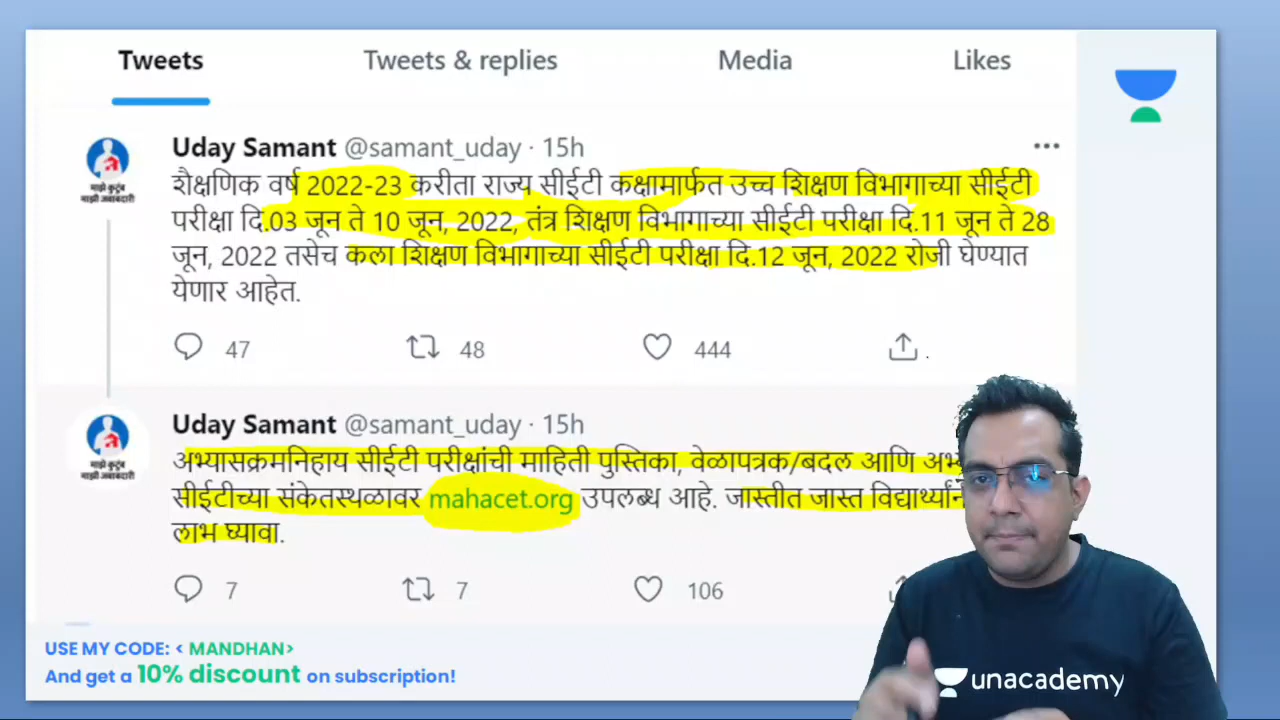 Tweets Tweets & replies Media Likes
Uday Samant @samant_uday · 15h
शैक्षणिक वर्ष 2022-23 करीता राज्य सीईटी कक्षामार्फत उच्च शिक्षण विभागाच्या सीईटी
परीक्षा दि.03 जून ते 10 जून, 2022, तंत्र शिक्षण विभागाच्या सीईटी परीक्षा दि.11 जून ते 28
जून, 2022 तसेच कला शिक्षण विभागाच्या सीईटी परीक्षा दि.12 जून, 2022 रोजी घेण्यात
येणार आहेत.
47 48 444
माझे कुटुंब
माझी जबाबदारी
Uday Samant @samant_uday · 15h
अभ्यासक्रमनिहाय सीईटी परीक्षांची माहिती पुस्तिका, वेळापत्रक/बदल आणि
सीईटीच्या संकेतस्थळावर mahacet.org उपलब्ध आहे. जास्तीत जास्त
लाभ घ्यावा.
7 7 106
माझे कुटुंब
माझी जबाबदारी
USE MY CODE: < MANDHAN>
And get a 10% discount on subscription!
unacademy